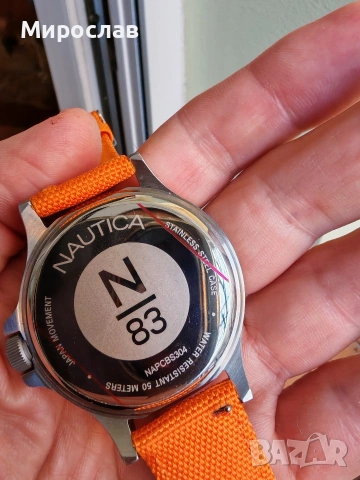 Мирослав
NAUTICA
STAINLESS STEEL CASE
N
83
NAPCBS304
WATER RESISTANT 50 METERS
JAPAN MOVEMENT
BAZAR